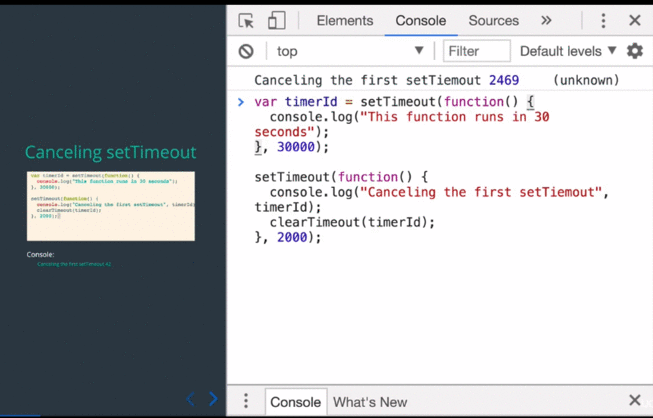 Elements Console Sources
top Filter Default levels
Canceling the first setTiemout 2469 (unknown)
var timerId = setTimeout(function() {
console.log("This function runs in 30
seconds");
}, 30000);
setTimeout(function() {
console.log("Canceling the first setTiemout",
timerId);
clearTimeout(timerId);
}, 2000);
Canceling setTimeout
var timerId = setTimeout(function() {
console.log("This function runs in 30 seconds");
}, 30000);
setTimeout(function() {
console.log("Canceling the first setTimeout", timerId)
clearTimeout(timerId);
}, 2000);
Console:
Canceling the first setTimeout 42
Console What's New